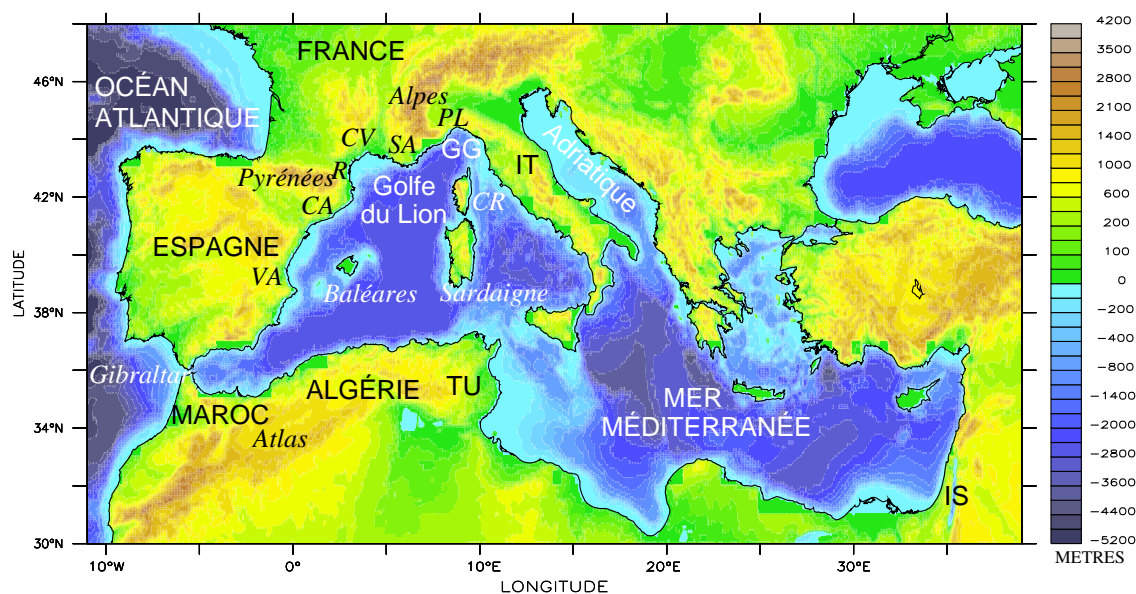 FRANCE
OCÉAN
ATLANTIQUE
Alpes
PL
CV
SA
GG
R
IT
Adriatique
Pyrénées
Golfe
du Lion
CA
CR
ESPAGNE
VA
Baléares
Sardaigne
Gibraltar
ALGÉRIE
TU
MAROC
Atlas
MER
MÉDITERRANÉE
IS
46°N
42°N
38°N
34°N
30°N
LATITUDE
10°W
0°
10°E
20°E
30°E
LONGITUDE
4200
3500
2800
2100
1400
1000
600
200
100
0
−200
−400
−800
−1400
−2000
−2800
−3600
−4400
−5200
METRES